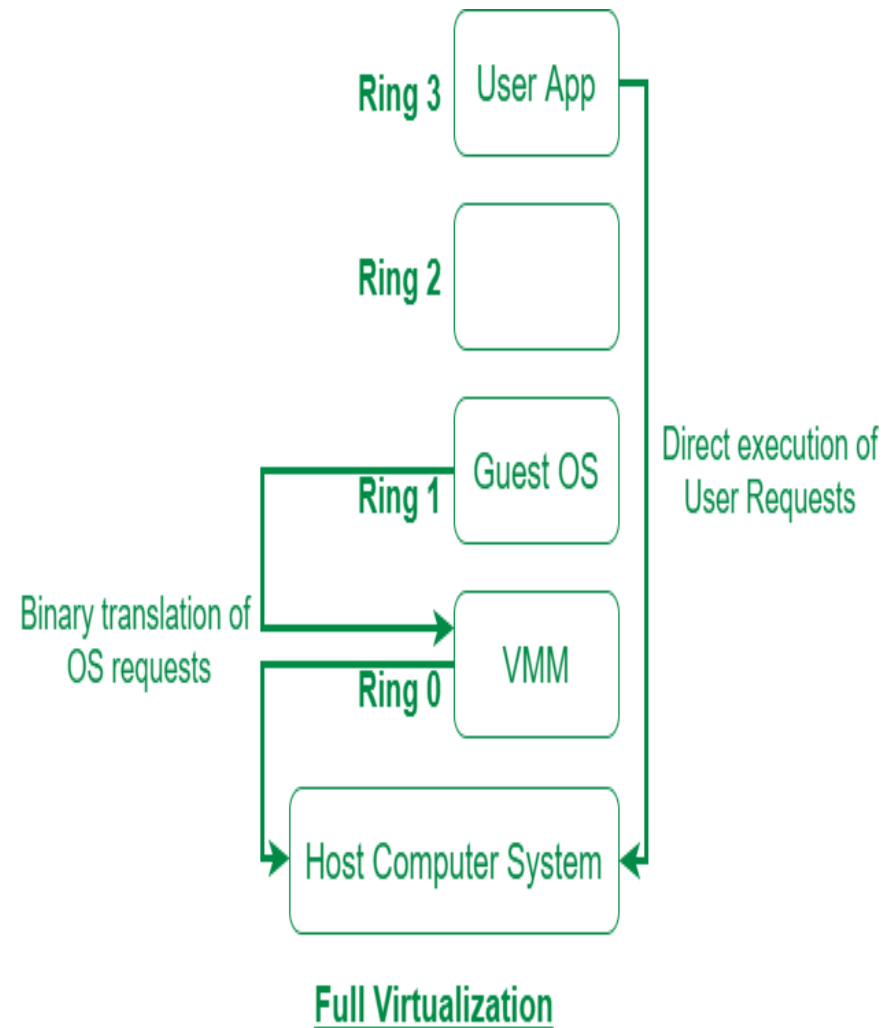 Ring 3
User App
Ring 2
Ring 1
Guest OS
Direct execution of
User Requests
Binary translation of
OS requests
Ring 0
VMM
Host Computer System
Full Virtualization